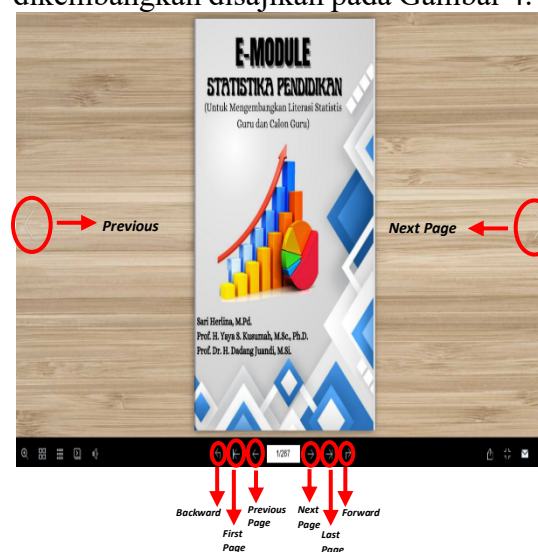 dikembangkan disajikan pada Gambar 4.
E-MODULE
STATISTIKA PENDIDIKAN
(Untuk Mengembangkan Literasi Statistis
Guru dan Calon Guru)
Previous
Next Page
Sari Herlina, M.Pd.
Prof. H. Yaya S. Kusumah, M.Sc., Ph.D.
Prof. Dr. H. Dadang Juandi, M.Si.
1/287
Backward
First
Page
Previous
Page
Next
Page
Last
Page
Forward